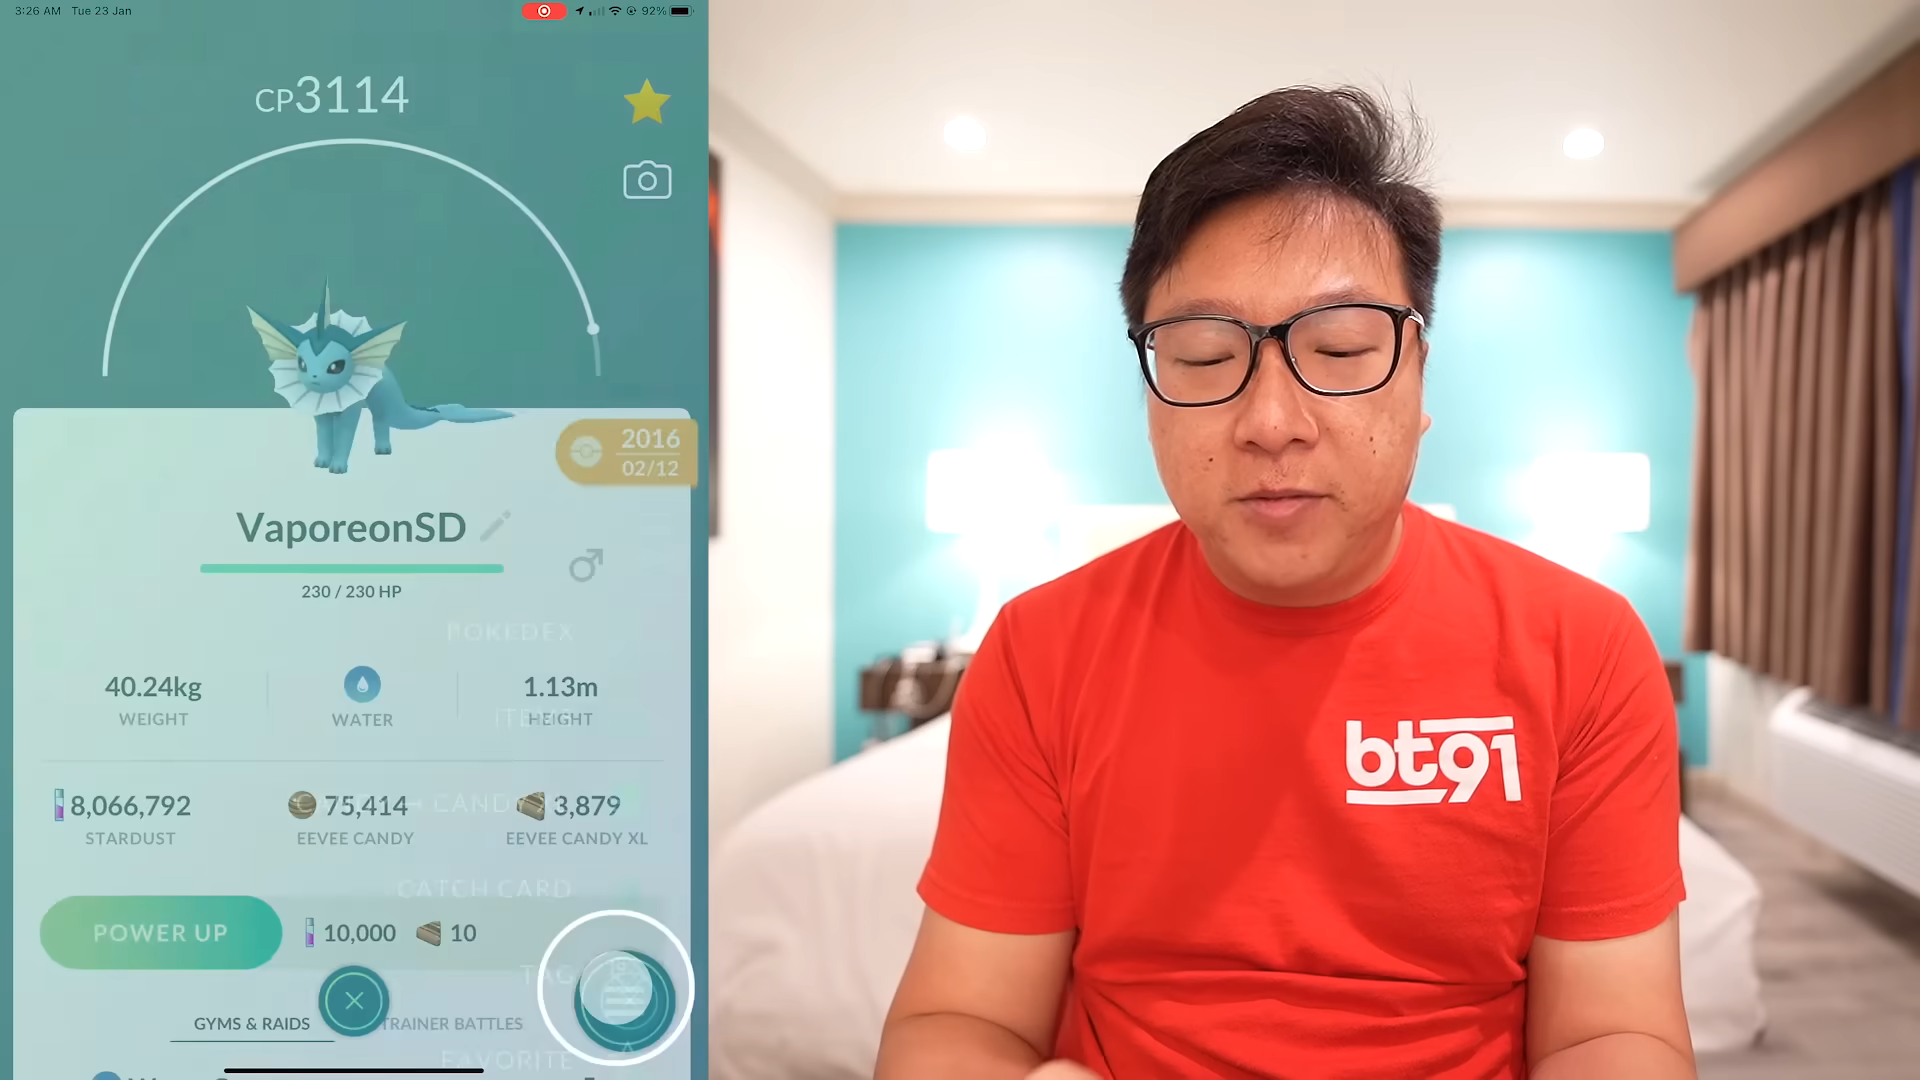 3:26 AM Tue 23 Jan
92%
CP3114
2016
02/12
VaporeonSD
230 / 230 HP
POKÉDEX
40.24kg
WEIGHT
WATER
1.13m
HEIGHT
ITEMS
8,066,792
STARDUST
75,414
EEVEE CANDY
3,879
EEVEE CANDY XL
CATCH CARD
POWER UP
10,000
10
TAG
GYMS & RAIDS
TRAINER BATTLES
FAVORITE
bt91